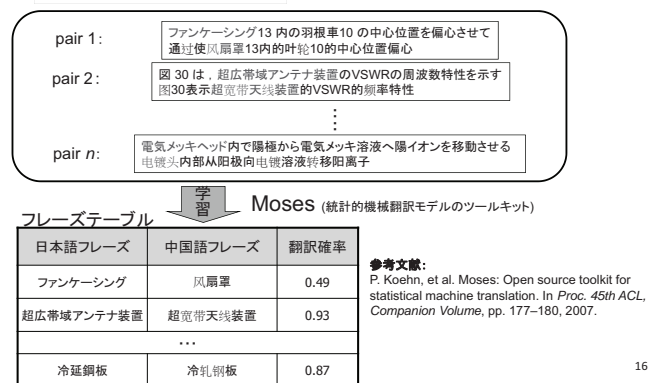 pair 1:
ファンケーシング13 内の羽根車10 の中心位置を偏心させて
通过使风扇罩13内的叶轮10的中心位置偏心
pair 2:
図 30 は，超広帯域アンテナ装置のVSWRの周波数特性を示す
图30表示超宽带天线装置的VSWR的频率特性
⋮
pair n:
電気メッキヘッド内で陽極から電気メッキ溶液へ陽イオンを移動させる
电镀头内部从阳极向电镀溶液转移阳离子
学習
Moses (統計的機械翻訳モデルのツールキット)
フレーズテーブル
日本語フレーズ 中国語フレーズ 翻訳確率
ファンケーシング 风扇罩 0.49
超広帯域アンテナ装置 超宽带天线装置 0.93
…
冷延鋼板 冷轧钢板 0.87
参考文献:
P. Koehn, et al. Moses: Open source toolkit for
statistical machine translation. In Proc. 45th ACL,
Companion Volume, pp. 177–180, 2007.
16